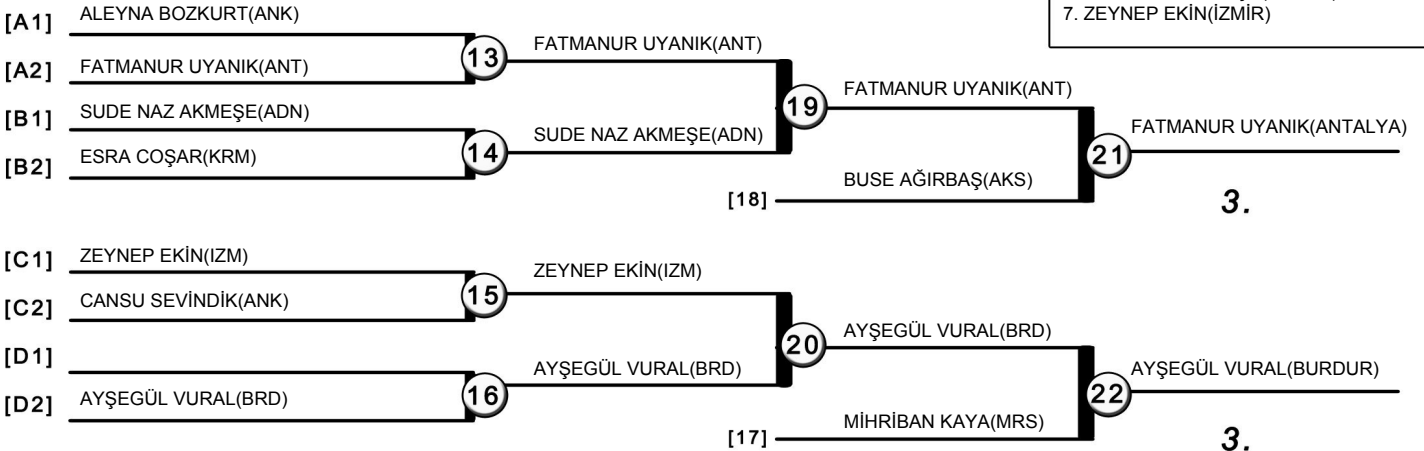 7. ZEYNEP EKİN(İZMİR)
[A1] ALEYNA BOZKURT(ANK)
[A2] FATMANUR UYANIK(ANT)
13
FATMANUR UYANIK(ANT)
[B1] SUDE NAZ AKMEŞE(ADN)
[B2] ESRA COŞAR(KRM)
14
SUDE NAZ AKMEŞE(ADN)
19
FATMANUR UYANIK(ANT)
[18] BUSE AĞIRBAŞ(AKS)
21
FATMANUR UYANIK(ANTALYA)
3.
[C1] ZEYNEP EKİN(IZM)
[C2] CANSU SEVİNDİK(ANK)
15
ZEYNEP EKİN(IZM)
[D1]
[D2] AYŞEGÜL VURAL(BRD)
16
AYŞEGÜL VURAL(BRD)
20
AYŞEGÜL VURAL(BRD)
[17] MİHRİBAN KAYA(MRS)
22
AYŞEGÜL VURAL(BURDUR)
3.